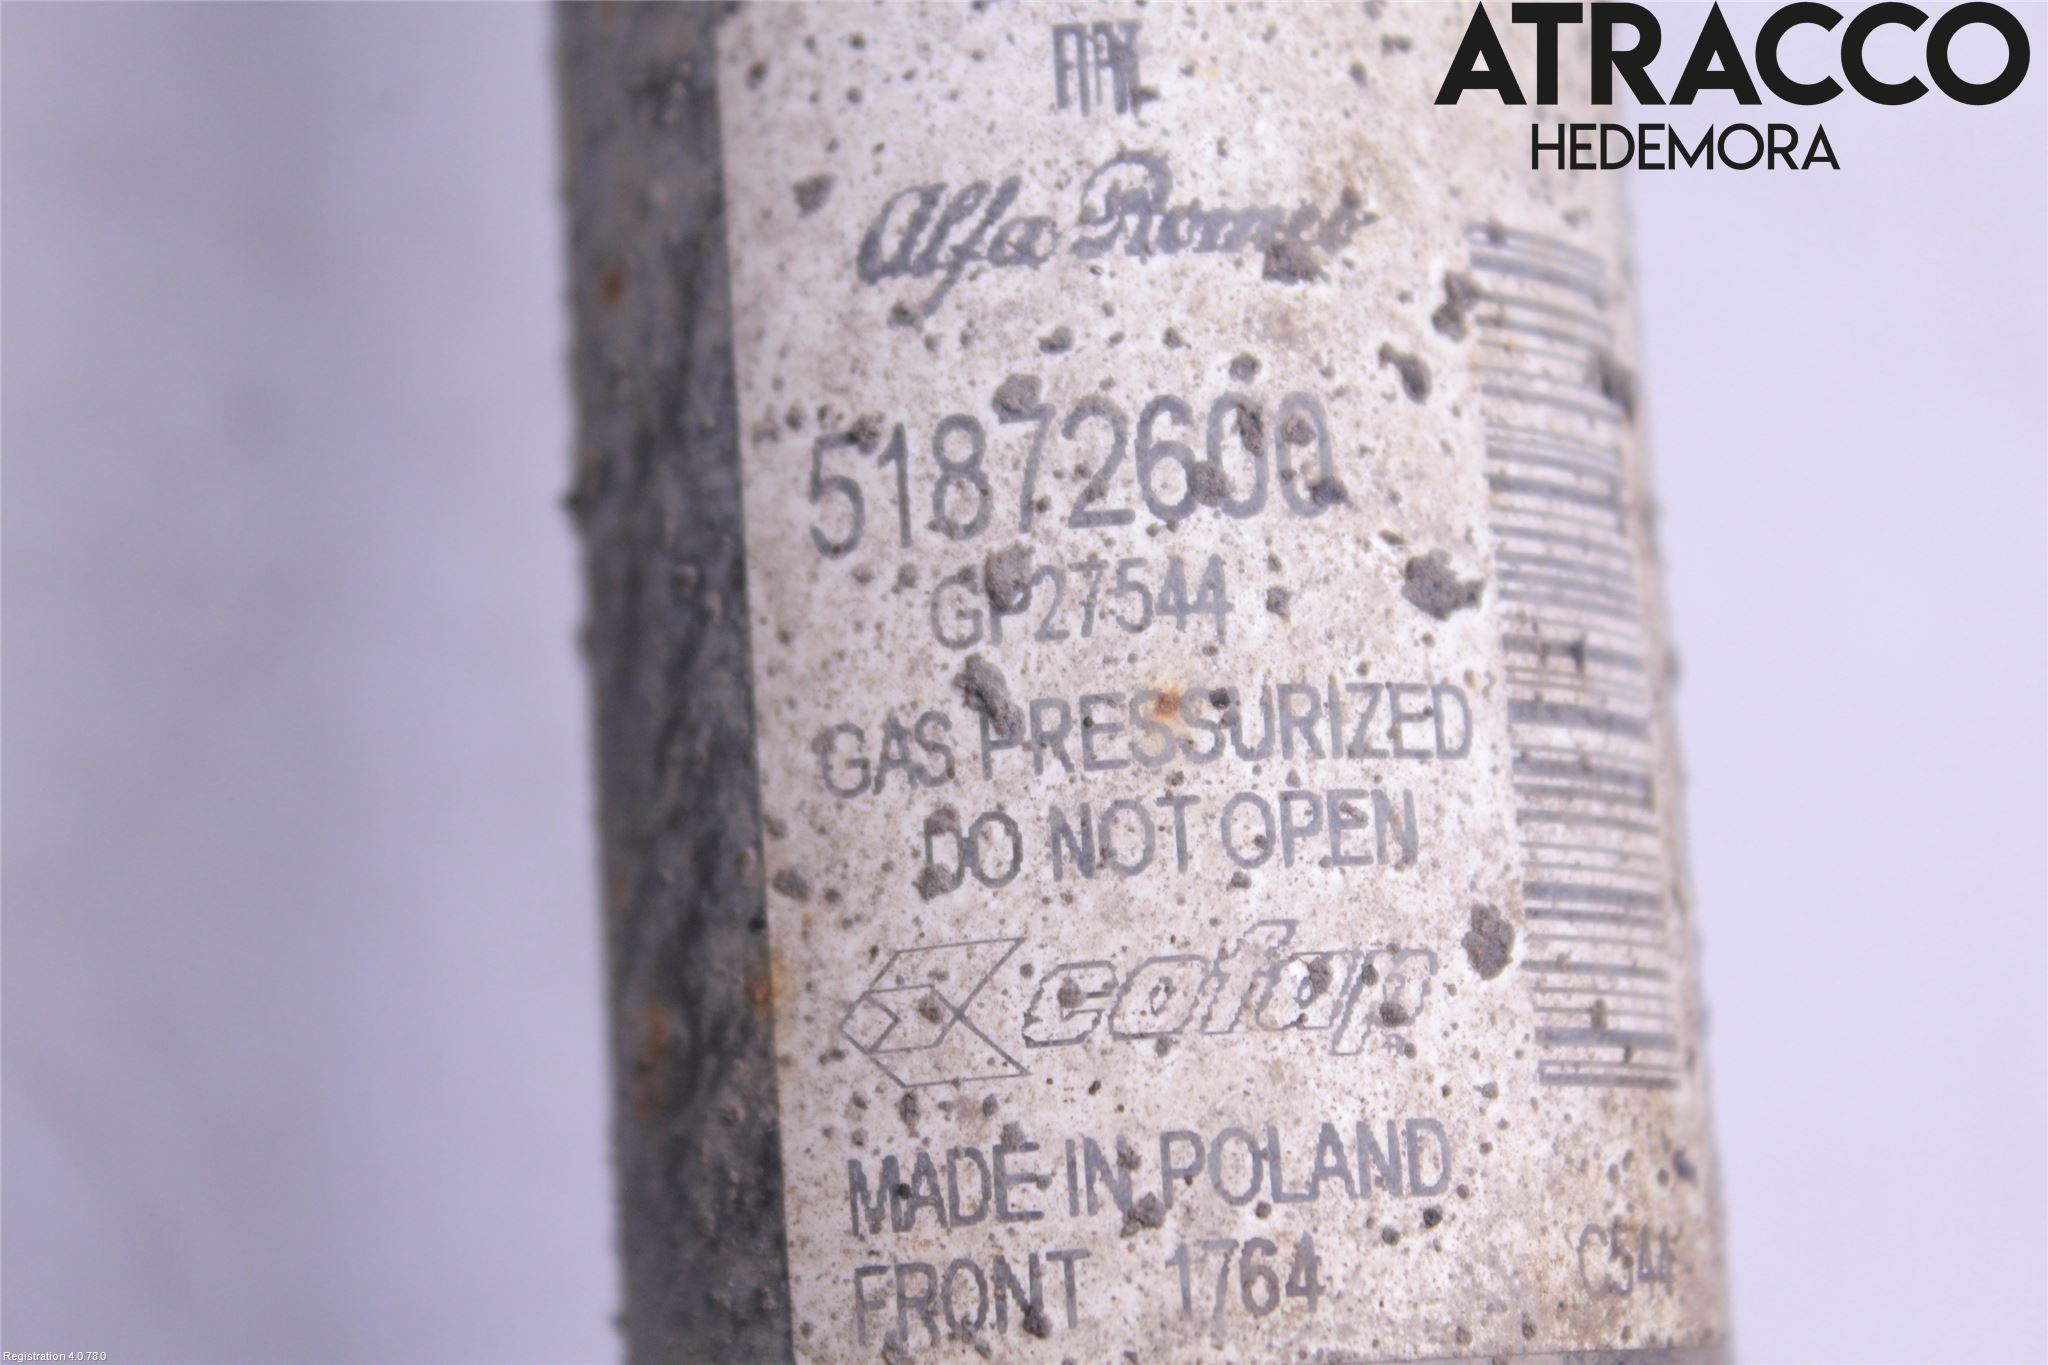 ATRACCO
HEDEMORA
FIAT
Alfa Romeo
51872600
GP27544
GAS PRESSURIZED
DO NOT OPEN
cofap
MADE IN POLAND
FRONT 1764
C544
Registration 4.0.78.0